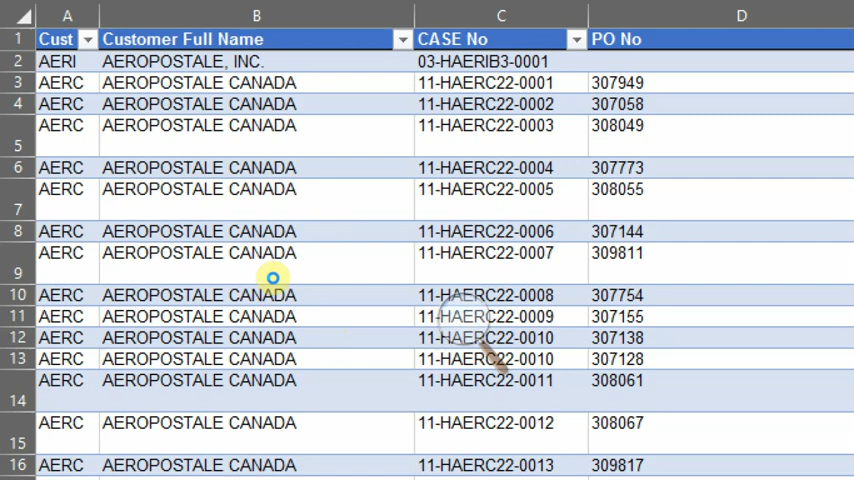 A B C D
1 Cust Customer Full Name CASE No PO No
2 AERI AEROPOSTALE, INC. 03-HAERIB3-0001
3 AERC AEROPOSTALE CANADA 11-HAERC22-0001 307949
4 AERC AEROPOSTALE CANADA 11-HAERC22-0002 307058
5 AERC AEROPOSTALE CANADA 11-HAERC22-0003 308049
6 AERC AEROPOSTALE CANADA 11-HAERC22-0004 307773
7 AERC AEROPOSTALE CANADA 11-HAERC22-0005 308055
8 AERC AEROPOSTALE CANADA 11-HAERC22-0006 307144
9 AERC AEROPOSTALE CANADA 11-HAERC22-0007 309811
10 AERC AEROPOSTALE CANADA 11-HAERC22-0008 307754
11 AERC AEROPOSTALE CANADA 11-HAERC22-0009 307155
12 AERC AEROPOSTALE CANADA 11-HAERC22-0010 307138
13 AERC AEROPOSTALE CANADA 11-HAERC22-0010 307128
14 AERC AEROPOSTALE CANADA 11-HAERC22-0011 308061
15 AERC AEROPOSTALE CANADA 11-HAERC22-0012 308067
16 AERC AEROPOSTALE CANADA 11-HAERC22-0013 309817